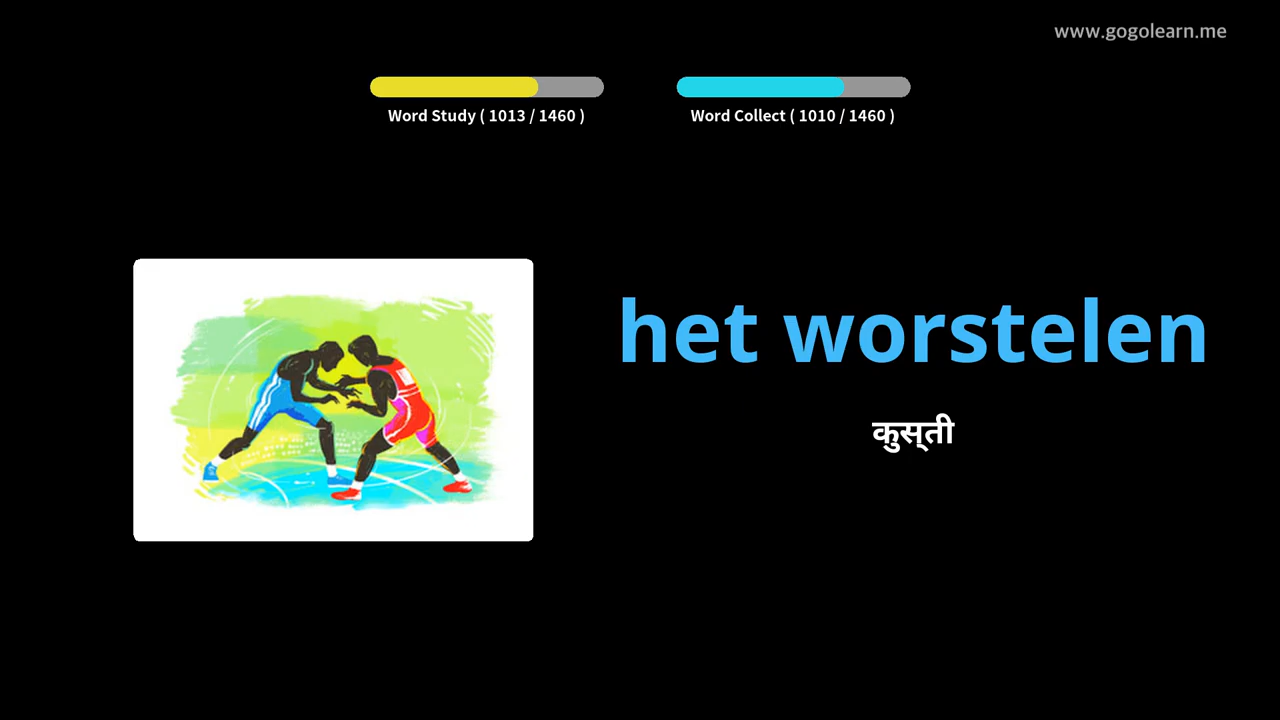 www.gogolearn.me
Word Study ( 1013 / 1460 )
Word Collect ( 1010 / 1460 )
het worstelen
कुस्ती